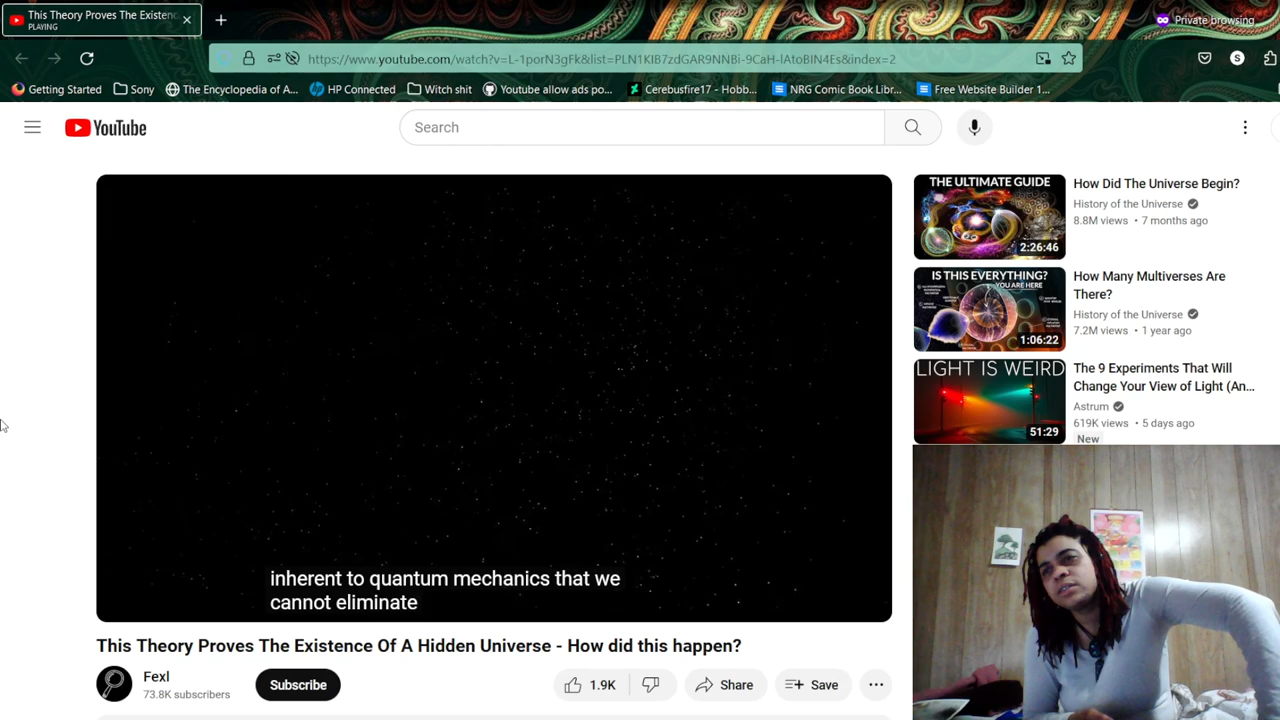 This Theory Proves The Existenc
PLAYING
Private browsing
https://www.youtube.com/watch?v=L-1porN3gFk&list=PLN1KIB7zdGAR9NNBi-9CaH-IAtoBIN4Es&index=2
Getting Started
Sony
The Encyclopedia of A...
HP Connected
Witch shit
Youtube allow ads po...
Cerebusfire17 - Hobb...
NRG Comic Book Libr...
Free Website Builder 1...
YouTube
Search
inherent to quantum mechanics that we
cannot eliminate
This Theory Proves The Existence Of A Hidden Universe - How did this happen?
Fexl
73.8K subscribers
Subscribe
1.9K
Share
Save
THE ULTIMATE GUIDE
2:26:46
How Did The Universe Begin?
History of the Universe
8.8M views • 7 months ago
IS THIS EVERYTHING?
YOU ARE HERE
1:06:22
How Many Multiverses Are
There?
History of the Universe
7.2M views • 1 year ago
LIGHT IS WEIRD
51:29
The 9 Experiments That Will
Change Your View of Light (An...
Astrum
619K views • 5 days ago
New